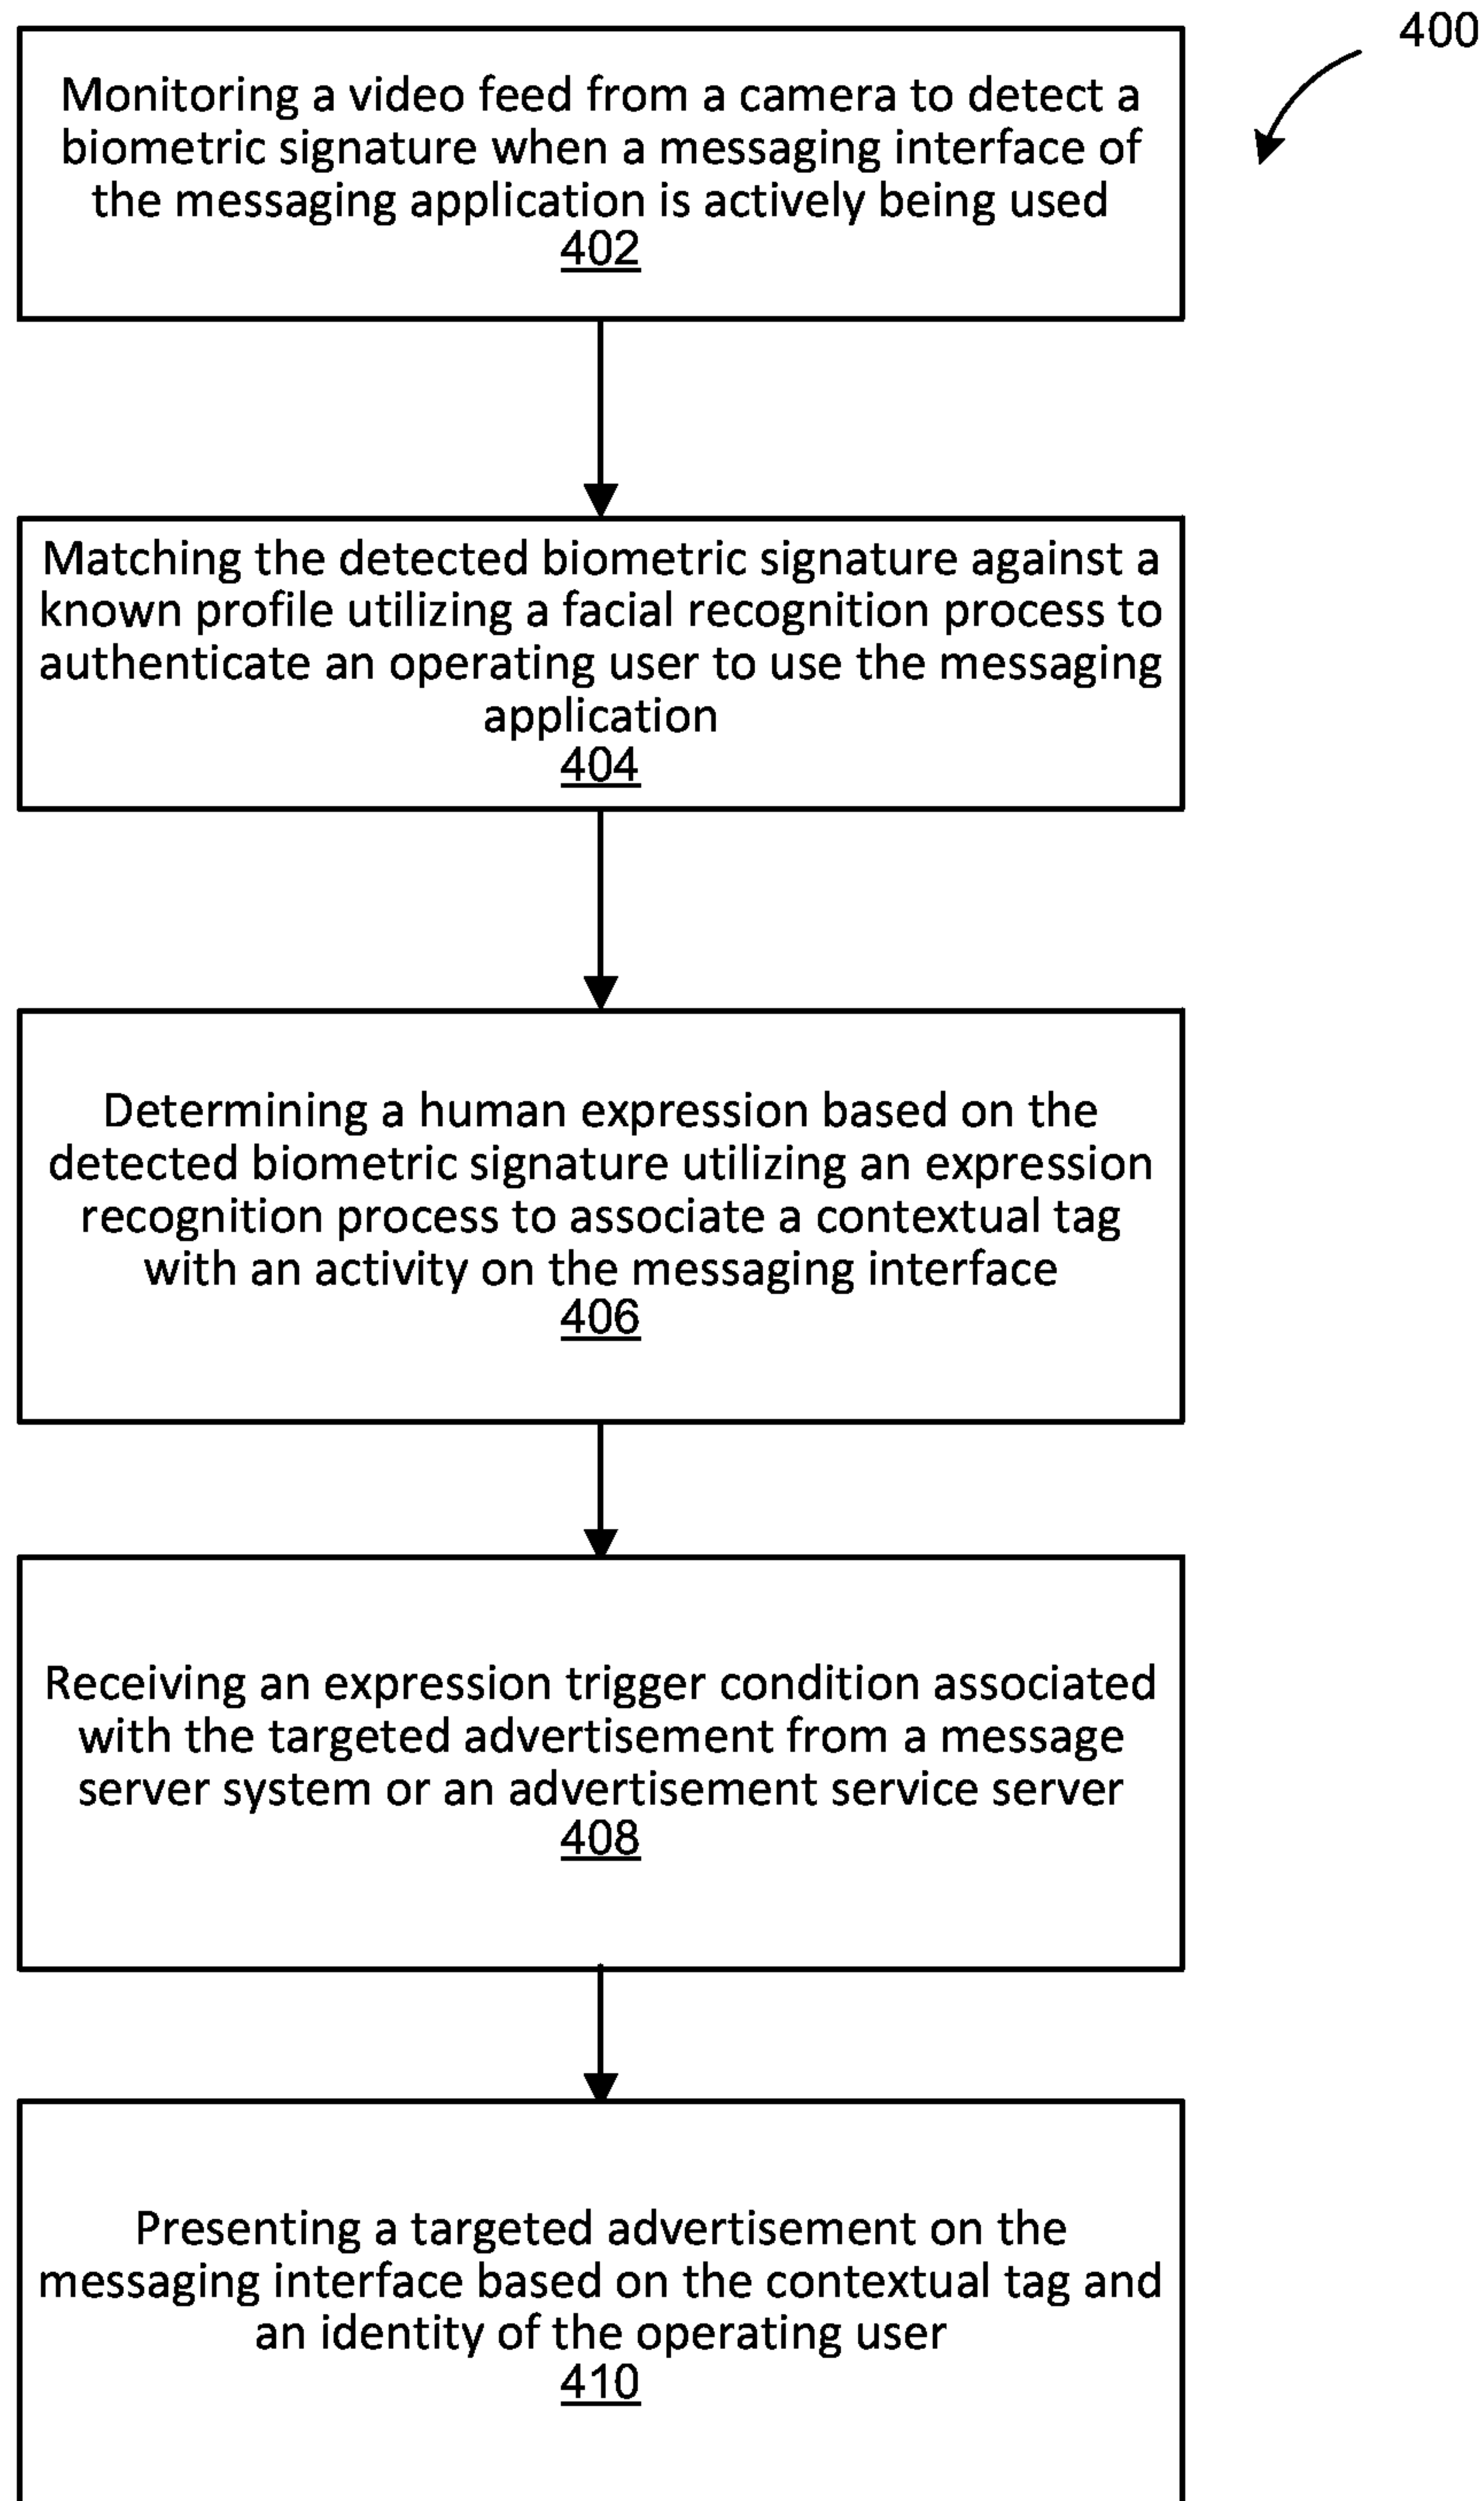 400
Monitoring a video feed from a camera to detect a
biometric signature when a messaging interface of
the messaging application is actively being used
402
Matching the detected biometric signature against a
known profile utilizing a facial recognition process to
authenticate an operating user to use the messaging
application
404
Determining a human expression based on the
detected biometric signature utilizing an expression
recognition process to associate a contextual tag
with an activity on the messaging interface
406
Receiving an expression trigger condition associated
with the targeted advertisement from a message
server system or an advertisement service server
408
Presenting a targeted advertisement on the
messaging interface based on the contextual tag and
an identity of the operating user
410